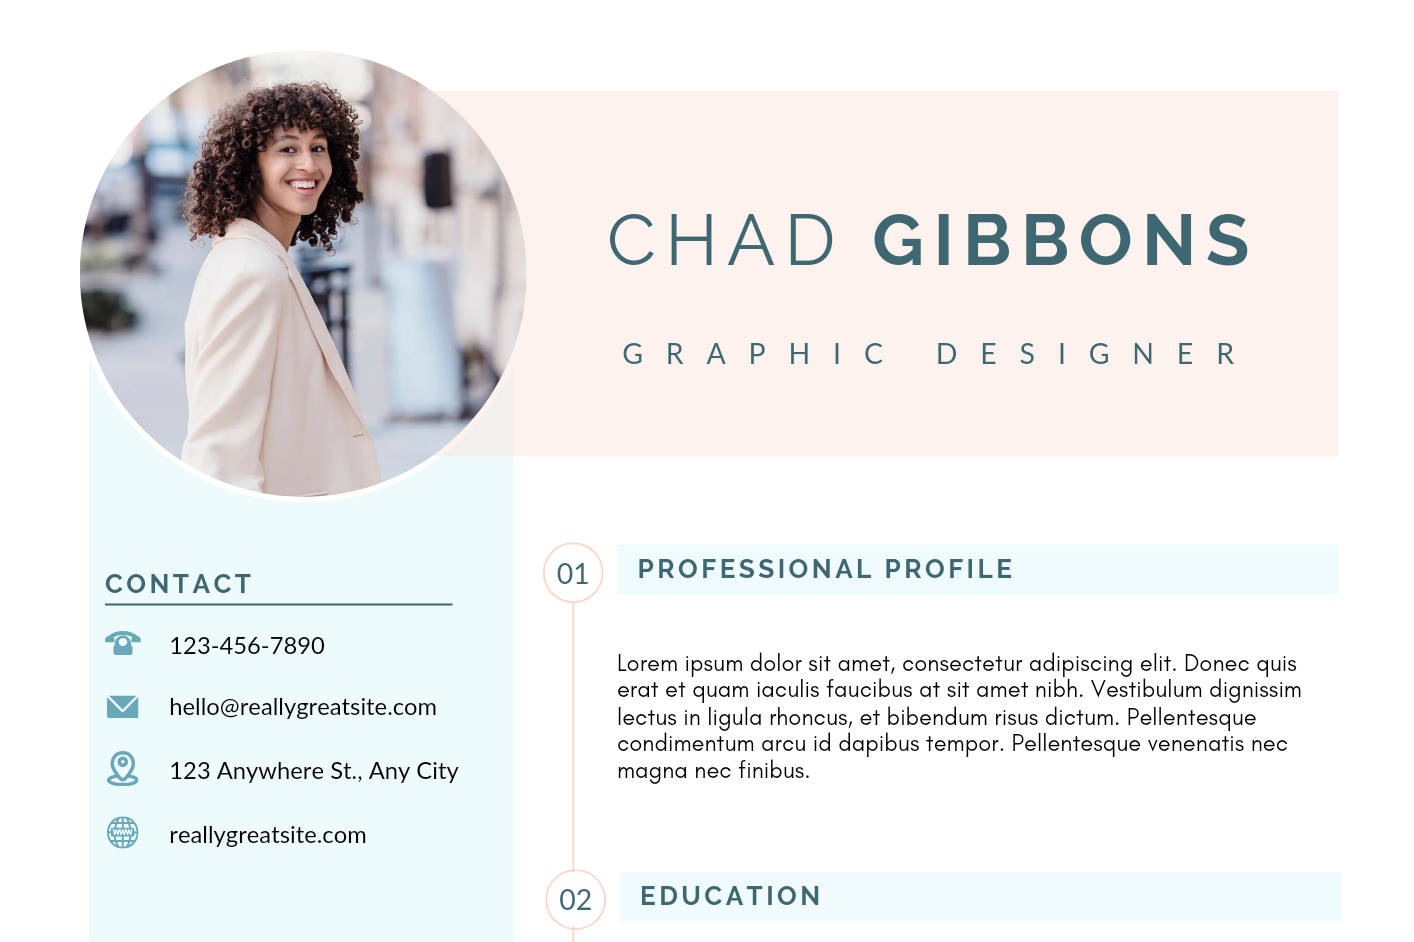 CHAD GIBBONS
GRAPHIC DESIGNER
CONTACT
123-456-7890
hello@reallygreatsite.com
123 Anywhere St., Any City
reallygreatsite.com
01
PROFESSIONAL PROFILE
Lorem ipsum dolor sit amet, consectetur adipiscing elit. Donec quis
erat et quam iaculis faucibus at sit amet nibh. Vestibulum dignissim
lectus in ligula rhoncus, et bibendum risus dictum. Pellentesque
condimentum arcu id dapibus tempor. Pellentesque venenatis nec
magna nec finibus.
02
EDUCATION